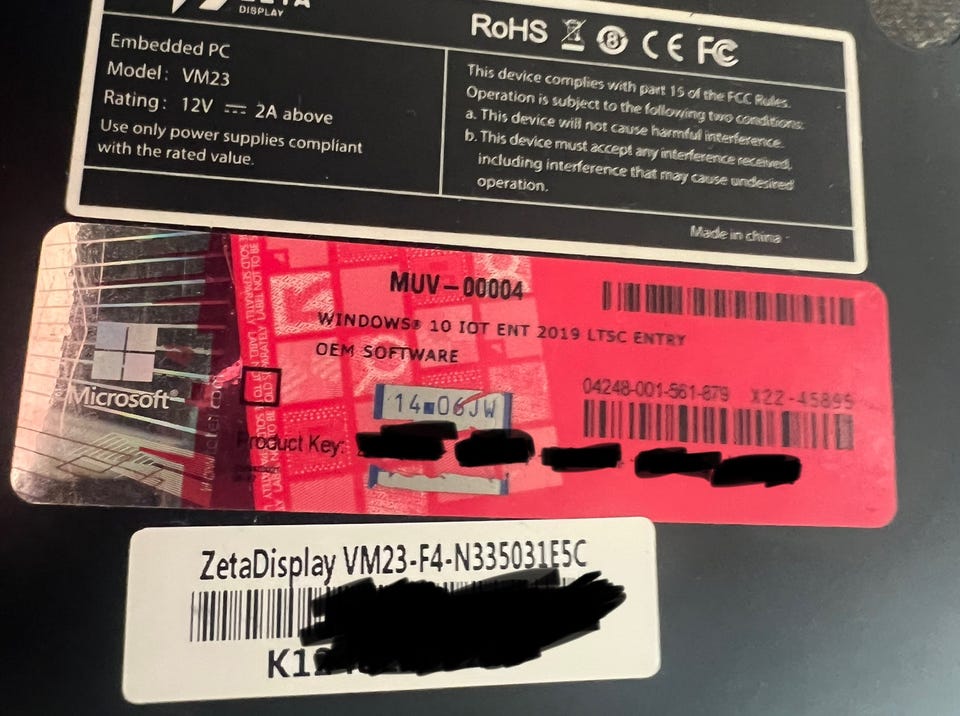 DISPLAY
Embedded PC
Model: VM23
Rating: 12V ⎓ 2A above
Use only power supplies compliant
with the rated value.
RoHS CE FC
This device complies with part 15 of the FCC Rules.
Operation is subject to the following two conditions:
a. This device will not cause harmful interference.
b. This device must accept any interference received,
including interference that may cause undesired
operation.
Made in china
Microsoft
MUV-00004
WINDOWS® 10 IOT ENT 2019 LTSC ENTRY
OEM SOFTWARE
04248-001-561-679 X22-45895
14 06JW
Product Key:
ZetaDisplay VM23-F4-N335031E5C
K1